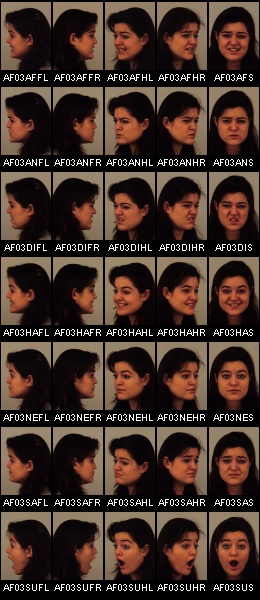 AF03AFFL AF03AFFR AF03AFHL AF03AFHR AF03AFS
AF03ANFL AF03ANFR AF03ANHL AF03ANHR AF03ANS
AF03DIFL AF03DIFR AF03DIHL AF03DIHR AF03DIS
AF03HAFL AF03HAFR AF03HAHL AF03HAHR AF03HAS
AF03NEFL AF03NEFR AF03NEHL AF03NEHR AF03NES
AF03SAFL AF03SAFR AF03SAHL AF03SAHR AF03SAS
AF03SUFL AF03SUFR AF03SUHL AF03SUHR AF03SUS